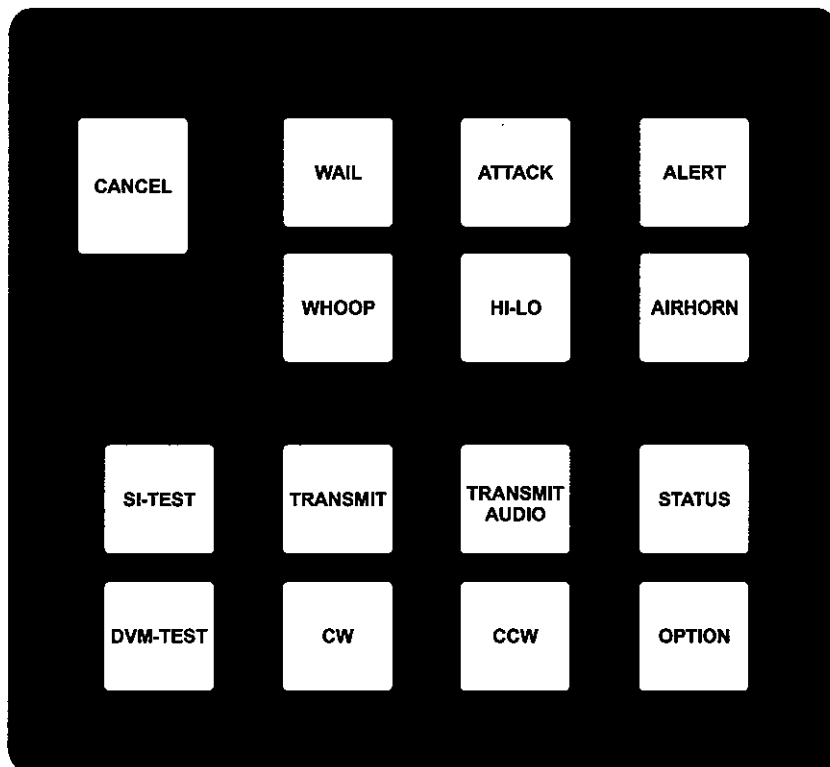 CANCEL
WAIL
ATTACK
ALERT
WHOOP
HI-LO
AIRHORN
SI-TEST
TRANSMIT
TRANSMIT
AUDIO
STATUS
DVM-TEST
CW
CCW
OPTION